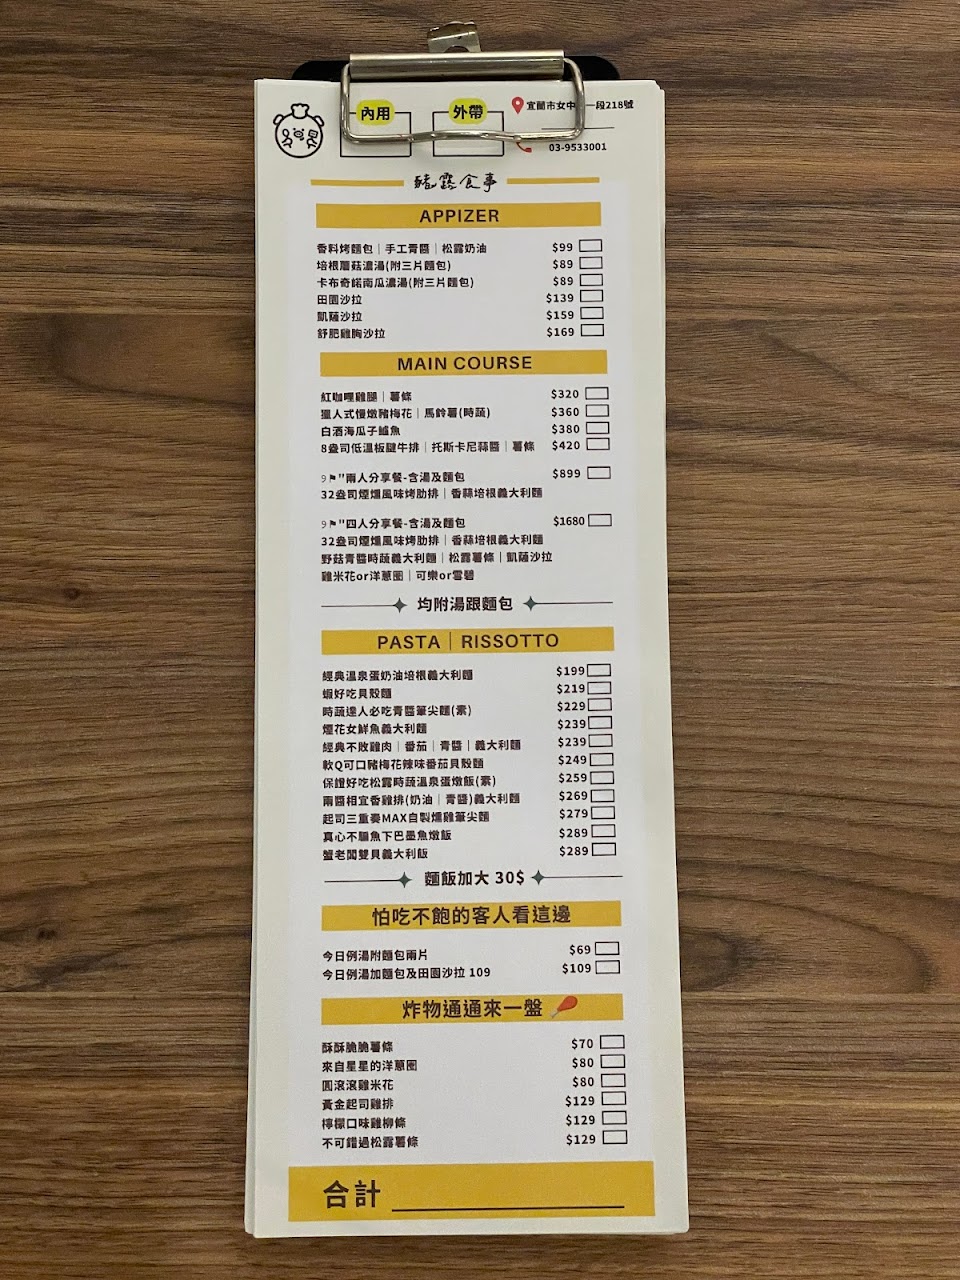 內用
外帶
宜蘭市女中 一段218號
03-9533001
豬露食事
APPIZER
香料烤麵包｜手工青醬｜松露奶油 $99
培根蘑菇濃湯(附三片麵包) $89
卡布奇諾南瓜濃湯(附三片麵包) $89
田園沙拉 $139
凱薩沙拉 $159
舒肥雞胸沙拉 $169
MAIN COURSE
紅咖哩雞腿｜薯條 $320
獵人式慢燉豬梅花｜馬鈴薯(時蔬) $360
白酒海瓜子鱸魚 $380
8盎司低溫板腱牛排｜托斯卡尼蒜醬｜薯條 $420
9⚑"兩人分享餐-含湯及麵包 $899
32盎司煙燻風味烤肋排｜香蒜培根義大利麵
9⚑"四人分享餐-含湯及麵包 $1680
32盎司煙燻風味烤肋排｜香蒜培根義大利麵
野菇青醬時蔬義大利麵｜松露薯條｜凱薩沙拉
雞米花or洋蔥圈｜可樂or雪碧
均附湯跟麵包
PASTA｜RISSOTTO
經典溫泉蛋奶油培根義大利麵 $199
蝦好吃貝殼麵 $219
時蔬達人必吃青醬筆尖麵(素) $229
煙花女鮮魚義大利麵 $239
經典不敗雞肉｜番茄｜青醬｜義大利麵 $239
軟Q可口豬梅花辣味番茄貝殼麵 $249
保證好吃松露時蔬溫泉蛋燉飯(素) $259
兩醬相宜香雞排(奶油｜青醬)義大利麵 $269
起司三重奏MAX自製燻雞筆尖麵 $279
真心不騙魚下巴墨魚燉飯 $289
蟹老闆雙貝義大利飯 $289
麵飯加大 30$
怕吃不飽的客人看這邊
今日例湯附麵包兩片 $69
今日例湯加麵包及田園沙拉 109 $109
炸物通通來一盤
酥酥脆脆薯條 $70
來自星星的洋蔥圈 $80
圓滾滾雞米花 $80
黃金起司雞排 $129
檸檬口味雞柳條 $129
不可錯過松露薯條 $129
合計